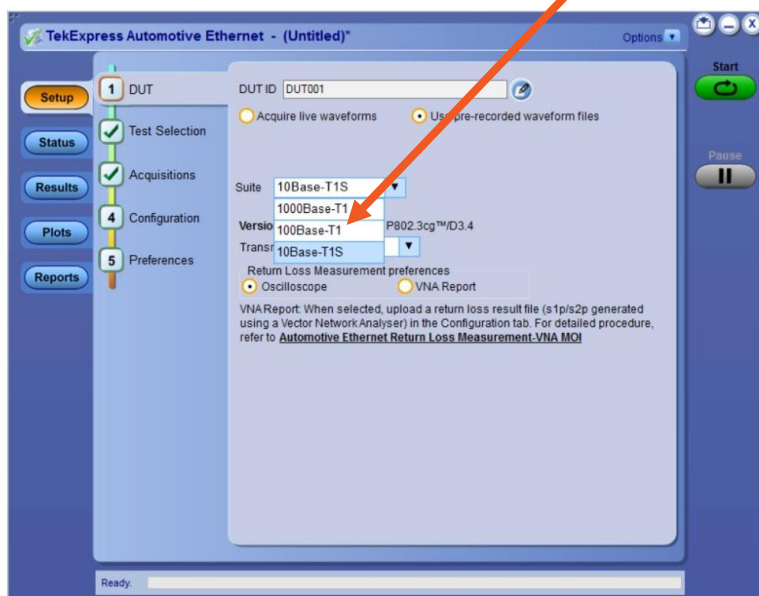 TekExpress Automotive Ethernet - (Untitled)*
Options
Start
Pause
Setup
Status
Results
Plots
Reports
1 DUT
Test Selection
Acquisitions
4 Configuration
5 Preferences
DUT ID DUT001
Acquire live waveforms
Use pre-recorded waveform files
Suite 10Base-T1S
1000Base-T1
100Base-T1
10Base-T1S
P802.3cg™/D3.4
Return Loss Measurement preferences
Oscilloscope
VNA Report
VNA Report: When selected, upload a return loss result file (s1p/s2p generated
using a Vector Network Analyser) in the Configuration tab. For detailed procedure,
refer to Automotive Ethernet Return Loss Measurement-VNA MOI
Ready.